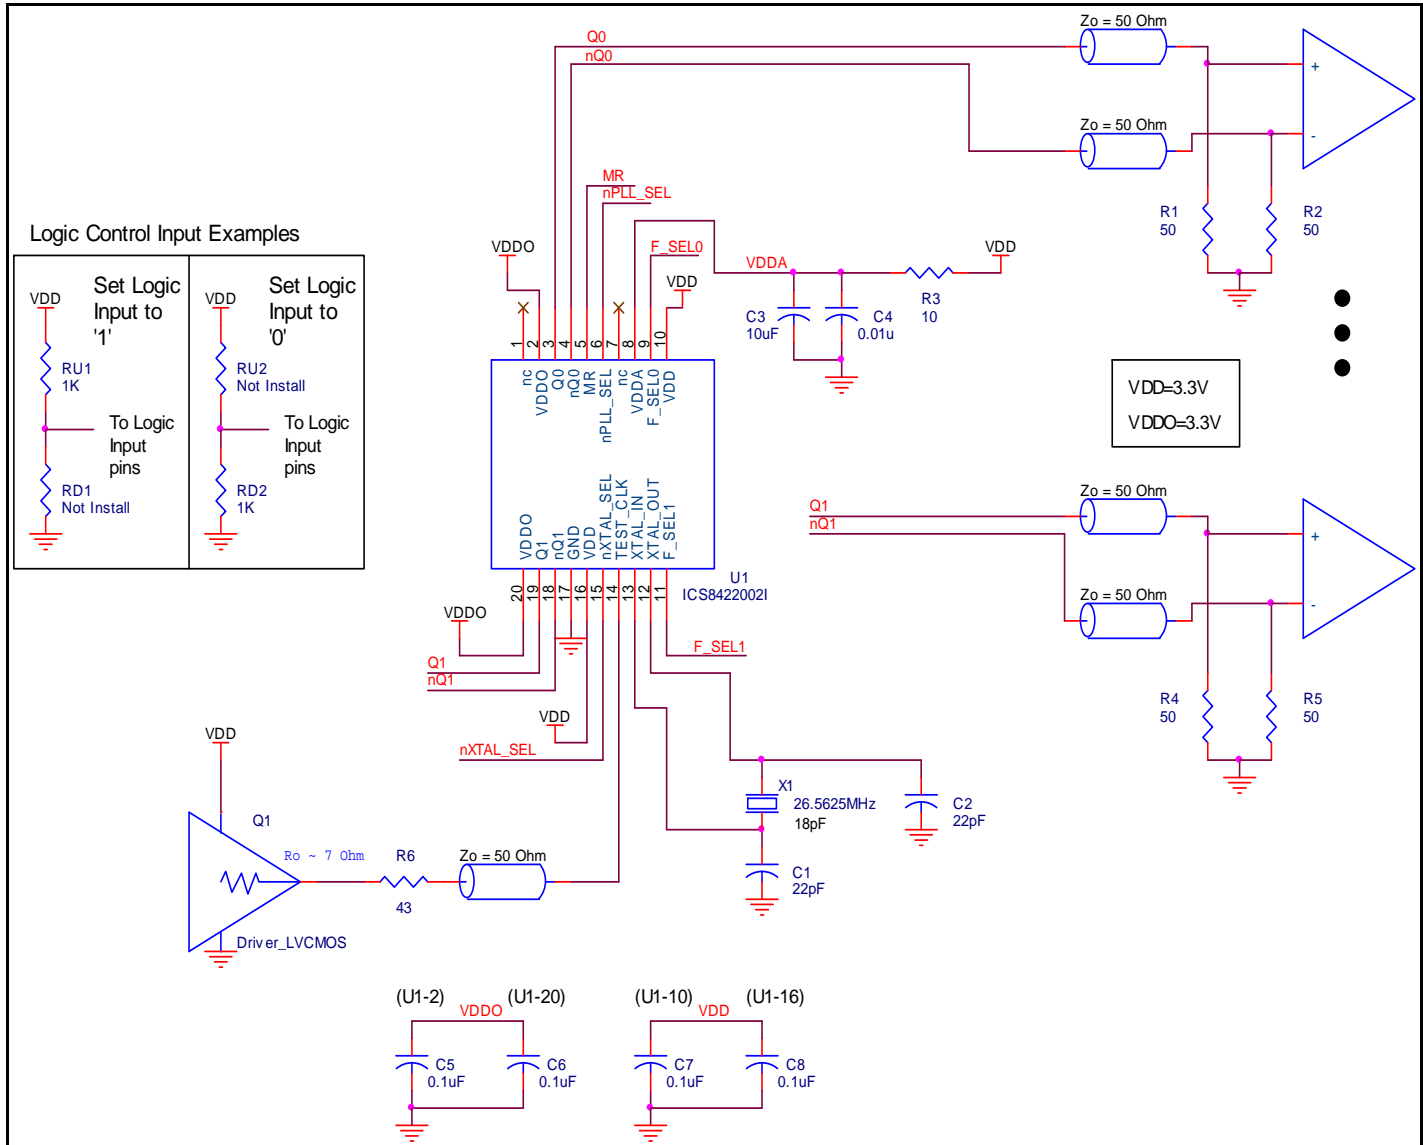 Zo = 50 Ohm
Q0
nQ0
+
Zo = 50 Ohm
-
MR
nPLL_SEL
R1
50
R2
50
Logic Control Input Examples
VDDO
F_SEL0
VDD
VDDA
VDD
VDD
Set Logic
Input to
'1'
VDD
Set Logic
Input to
'0'
R3
10
C3
10uF
C4
0.01u
1
2
3
4
5
6
7
8
9
10
RU1
1K
RU2
Not Install
nc
VDDO
Q0
nQ0
MR
nPLL_SEL
nc
VDDA
F_SEL0
VDD
VDD=3.3V
VDDO=3.3V
To Logic
Input
pins
To Logic
Input
pins
RD1
Not Install
RD2
1K
VDDO
Q1
nQ1
GND
VDD
nXTAL_SEL
TEST_CLK
XTAL_IN
XTAL_OUT
F_SEL1
Zo = 50 Ohm
Q1
nQ1
+
U1
ICS8422002I
20
19
18
17
16
15
14
13
12
11
Zo = 50 Ohm
-
VDDO
F_SEL1
Q1
nQ1
R4
50
R5
50
VDD
VDD
nXTAL_SEL
X1
26.5625MHz
18pF
C2
22pF
Q1
Ro ~ 7 Ohm
R6
43
Zo = 50 Ohm
C1
22pF
Driver_LVCMOS
(U1-2)
(U1-20)
(U1-10)
(U1-16)
VDDO
VDD
C5
0.1uF
C6
0.1uF
C7
0.1uF
C8
0.1uF